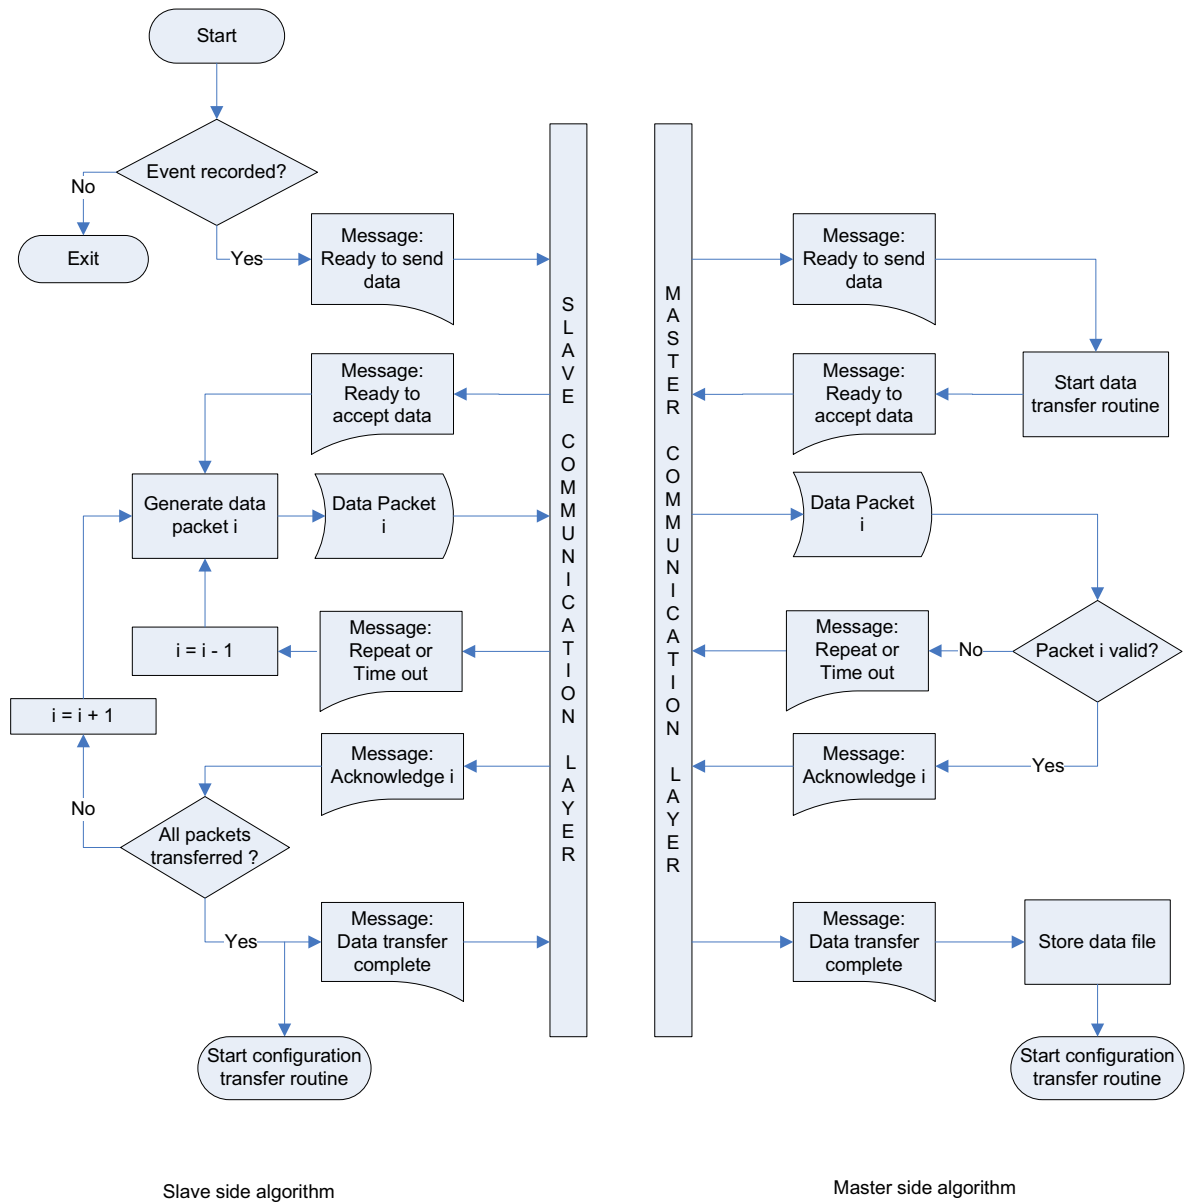 Start
Event recorded?
No
Exit
Yes
Message:
Ready to send
data
Message:
Ready to
accept data
Generate data
packet i
Data Packet
i
i = i - 1
Message:
Repeat or
Time out
i = i + 1
Message:
Acknowledge i
No
All packets
transferred ?
Yes
Message:
Data transfer
complete
Start configuration
transfer routine
SLAVE COMMUNICATION LAYER
MASTER COMMUNICATION LAYER
Message:
Ready to send
data
Start data
transfer routine
Message:
Ready to
accept data
Data Packet
i
Packet i valid?
No
Message:
Repeat or
Time out
Yes
Message:
Acknowledge i
Message:
Data transfer
complete
Store data file
Start configuration
transfer routine
Slave side algorithm
Master side algorithm